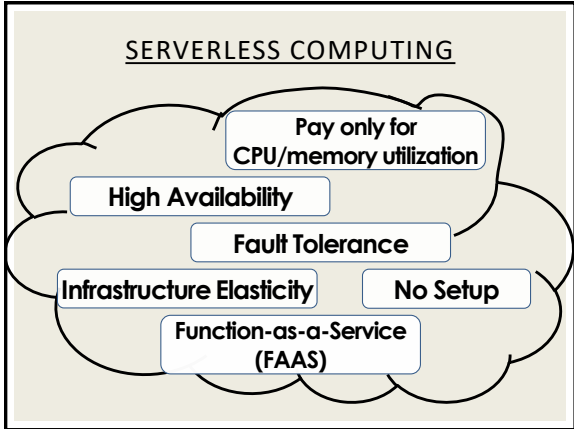 SERVERLESS COMPUTING
Pay only for
CPU/memory utilization
High Availability
Fault Tolerance
Infrastructure Elasticity
No Setup
Function-as-a-Service
(FAAS)